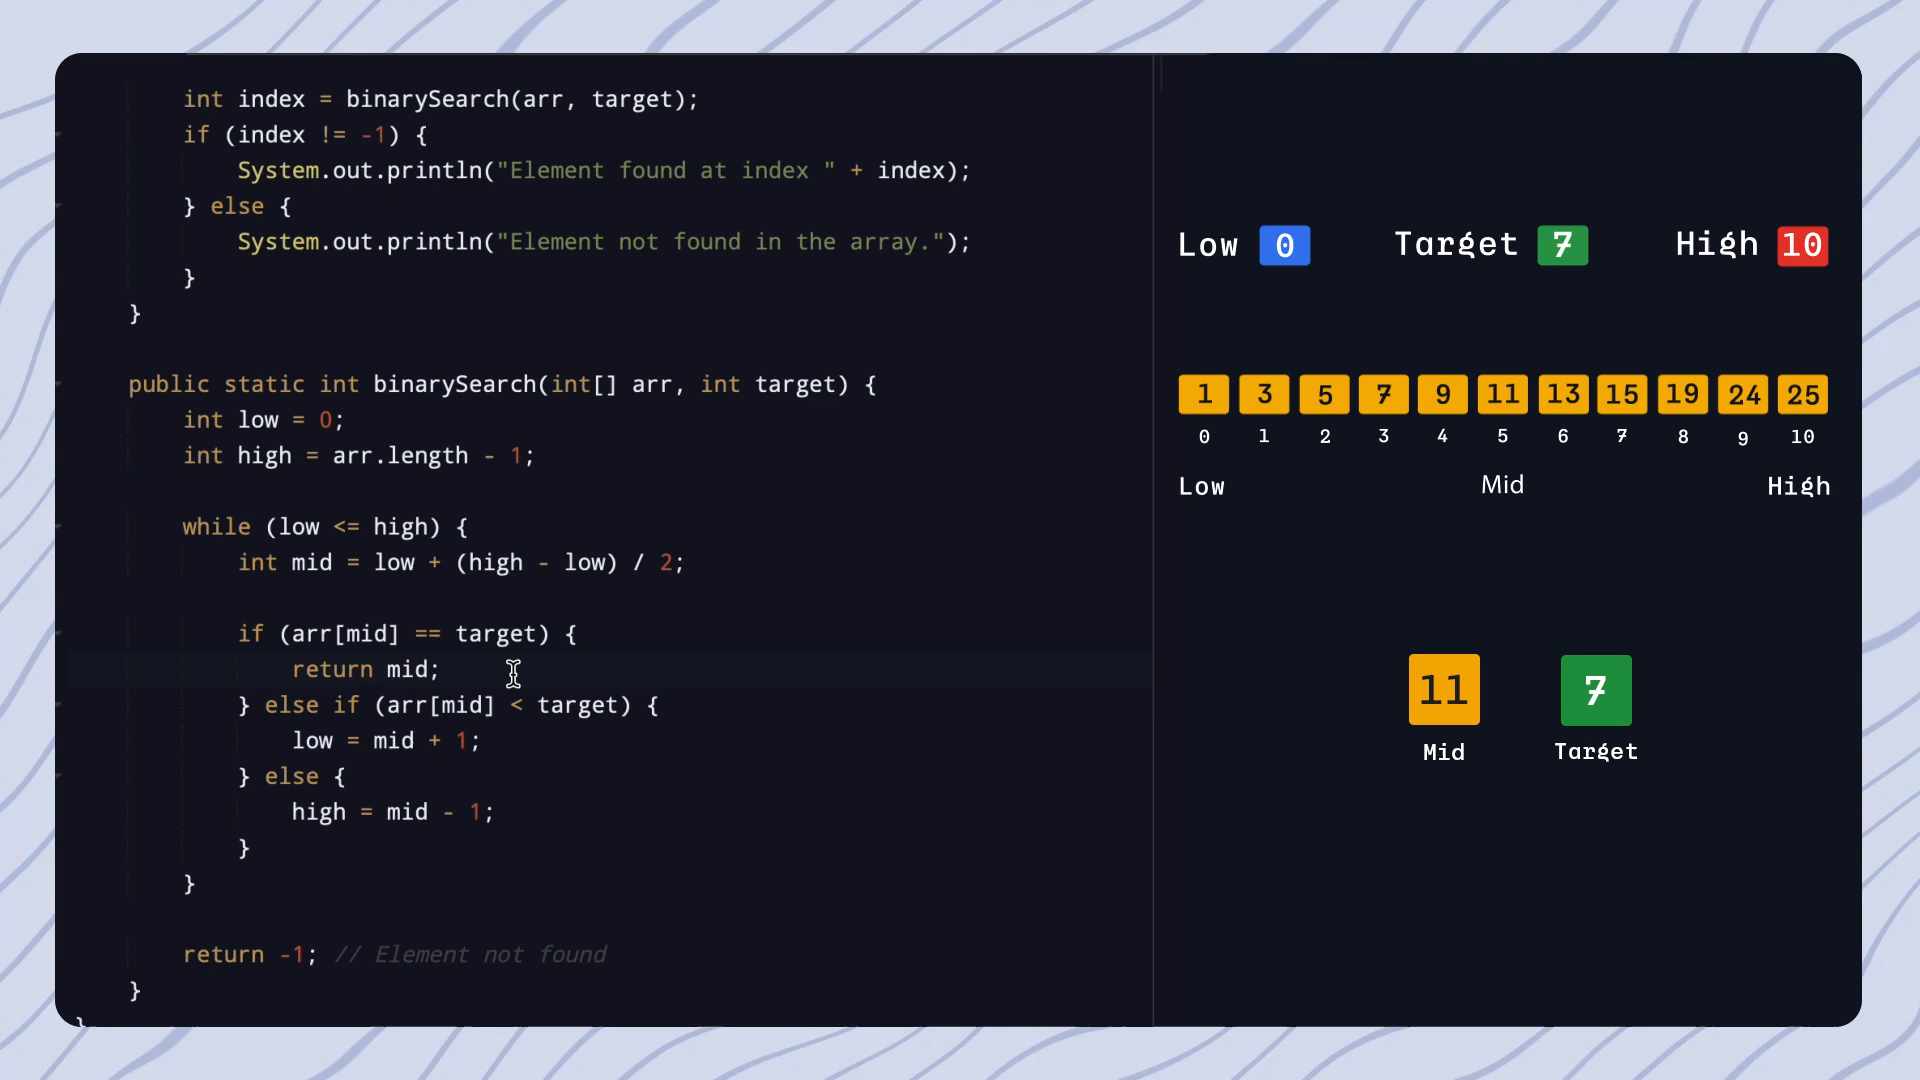 int index = binarySearch(arr, target);
if (index != -1) {
System.out.println("Element found at index " + index);
} else {
System.out.println("Element not found in the array.");
}
}
public static int binarySearch(int[] arr, int target) {
int low = 0;
int high = arr.length - 1;
while (low <= high) {
int mid = low + (high - low) / 2;
if (arr[mid] == target) {
return mid;
} else if (arr[mid] < target) {
low = mid + 1;
} else {
high = mid - 1;
}
}
return -1; // Element not found
}
}
Low 0 Target 7 High 10
1 3 5 7 9 11 13 15 19 24 25
0 1 2 3 4 5 6 7 8 9 10
Low Mid High
11 7
Mid Target